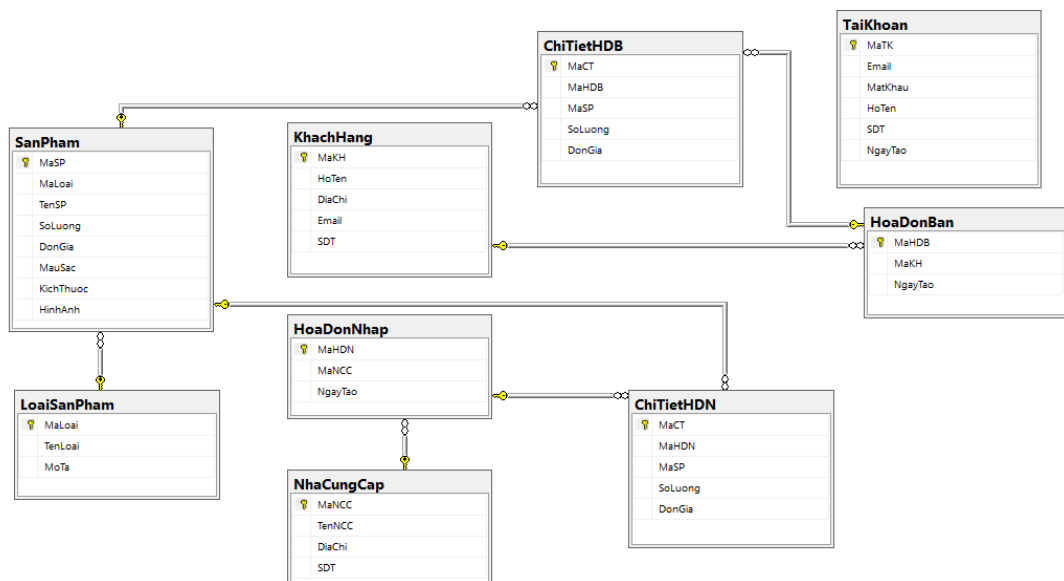 ChiTietHDB
MaCT
MaHDB
MaSP
SoLuong
DonGia
TaiKhoan
MaTK
Email
MatKhau
HoTen
SDT
NgayTao
SanPham
MaSP
MaLoai
TenSP
SoLuong
DonGia
MauSac
KichThuoc
HinhAnh
KhachHang
MaKH
HoTen
DiaChi
Email
SDT
HoaDonBan
MaHDB
MaKH
NgayTao
HoaDonNhap
MaHDN
MaNCC
NgayTao
LoaiSanPham
MaLoai
TenLoai
MoTa
ChiTietHDN
MaCT
MaHDN
MaSP
SoLuong
DonGia
NhaCungCap
MaNCC
TenNCC
DiaChi
SDT